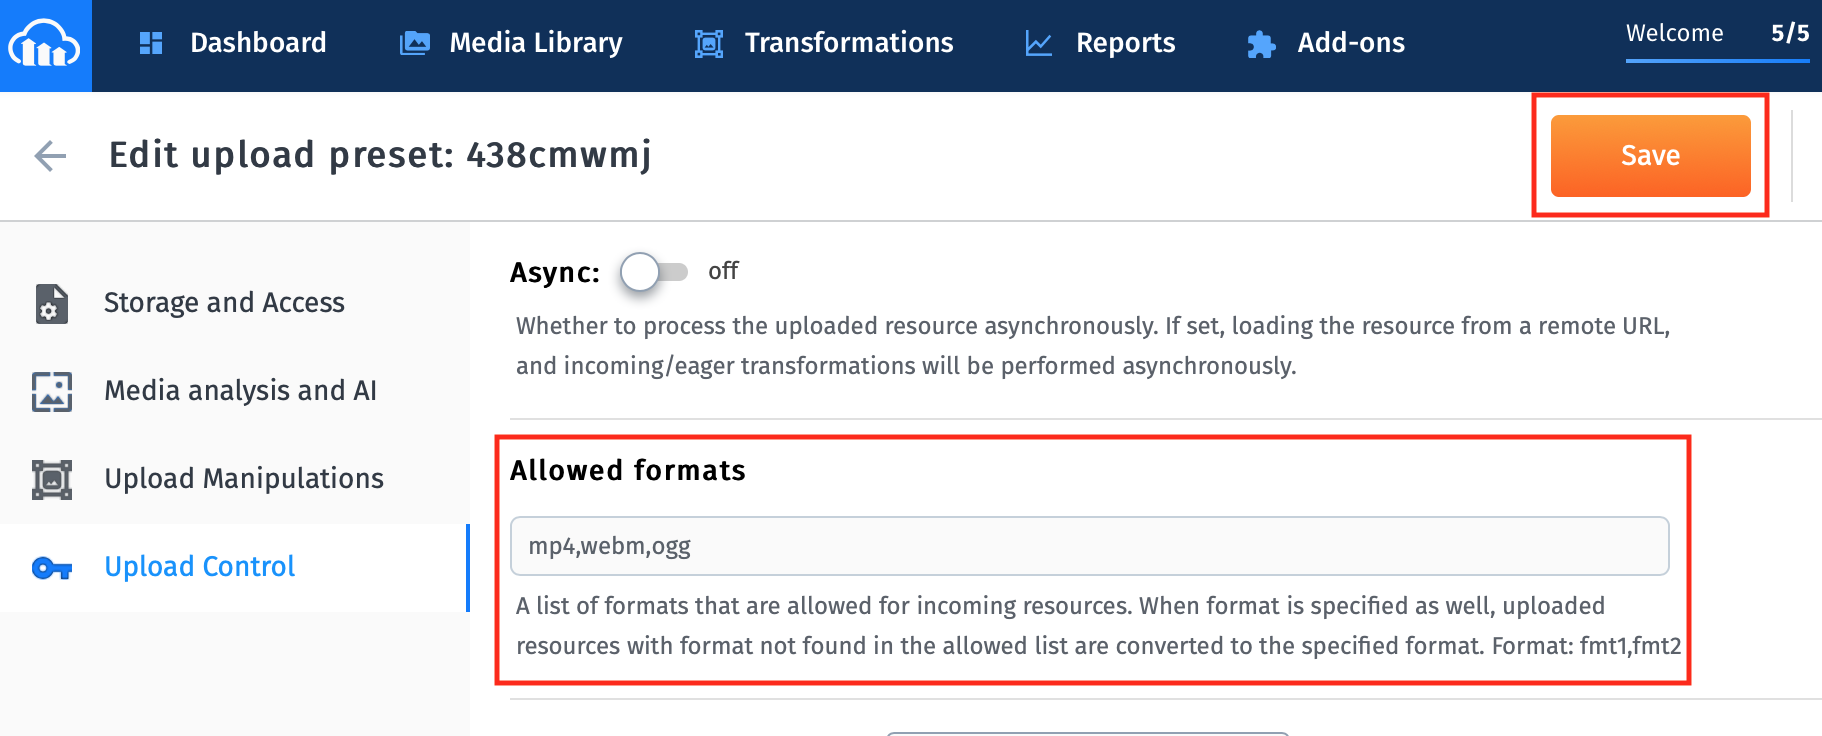 Dashboard Media Library Transformations Reports Add-ons Welcome 5/5
Edit upload preset: 438cmwmj Save
Storage and Access
Media analysis and AI
Upload Manipulations
Upload Control
Async: off
Whether to process the uploaded resource asynchronously. If set, loading the resource from a remote URL,
and incoming/eager transformations will be performed asynchronously.
Allowed formats
mp4,webm,ogg
A list of formats that are allowed for incoming resources. When format is specified as well, uploaded
resources with format not found in the allowed list are converted to the specified format. Format: fmt1,fmt2